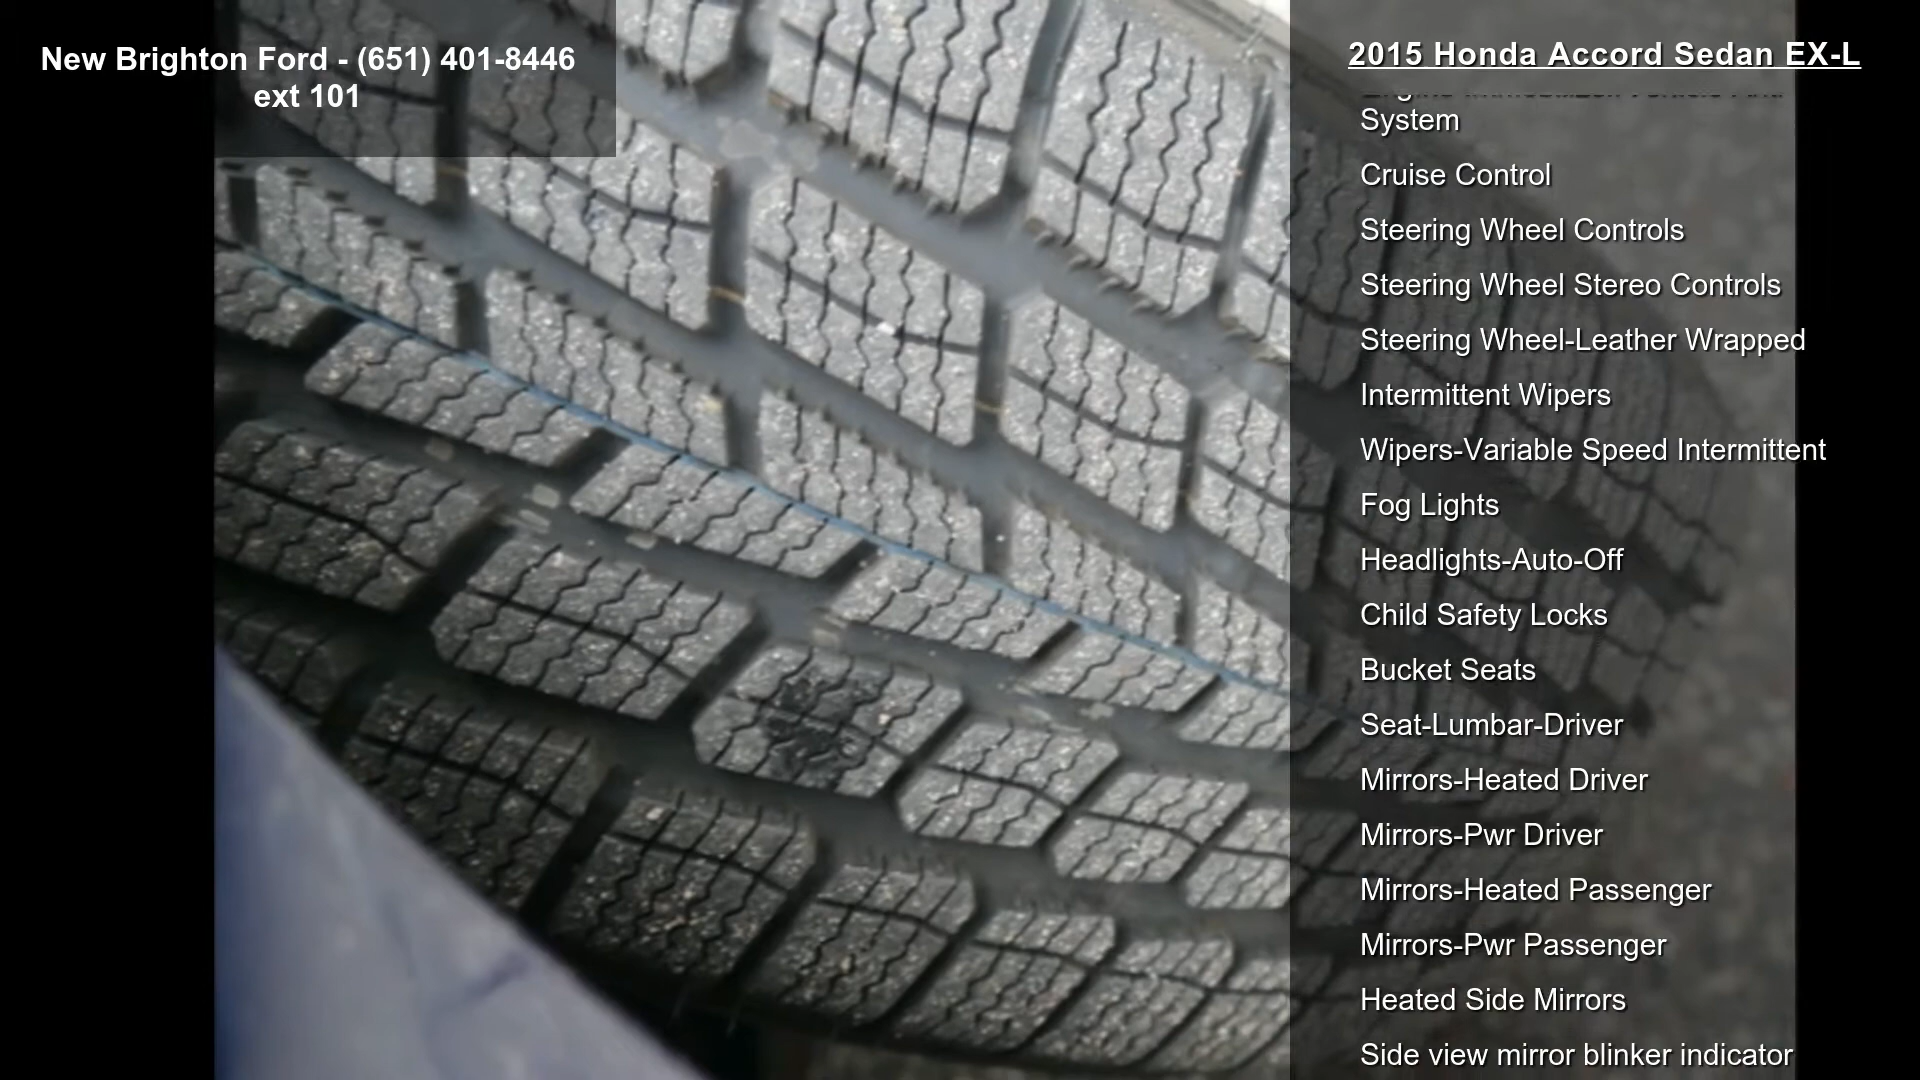 New Brighton Ford - (651) 401-8446
ext 101
2015 Honda Accord Sedan EX-L
System
Cruise Control
Steering Wheel Controls
Steering Wheel Stereo Controls
Steering Wheel-Leather Wrapped
Intermittent Wipers
Wipers-Variable Speed Intermittent
Fog Lights
Headlights-Auto-Off
Child Safety Locks
Bucket Seats
Seat-Lumbar-Driver
Mirrors-Heated Driver
Mirrors-Pwr Driver
Mirrors-Heated Passenger
Mirrors-Pwr Passenger
Heated Side Mirrors
Side view mirror blinker indicator